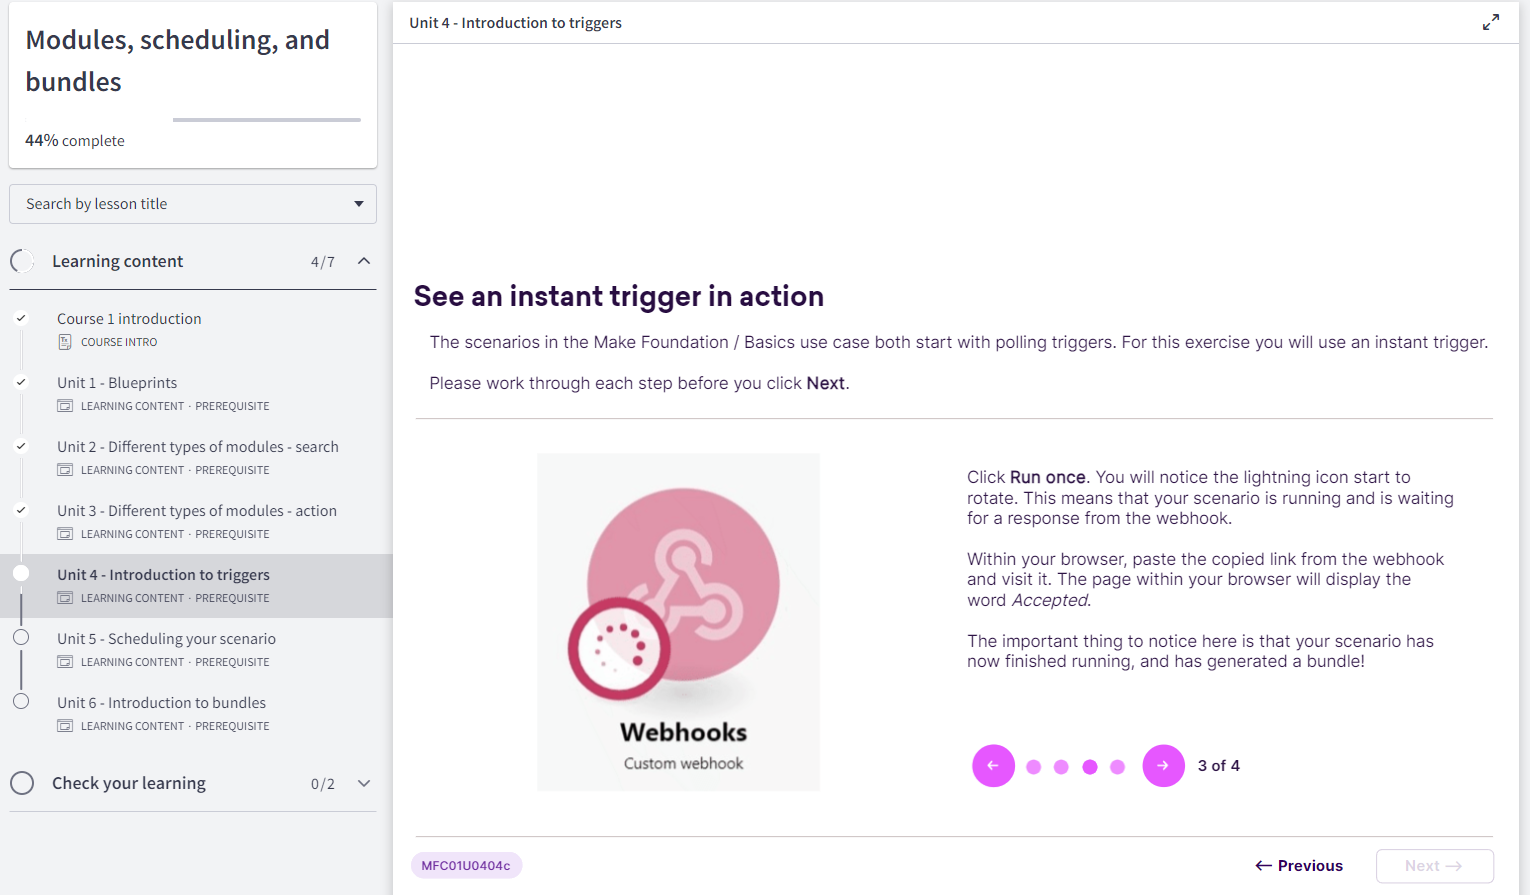 Modules, scheduling, and
bundles
44% complete
Search by lesson title
Learning content 4/7
Course 1 introduction
COURSE INTRO
Unit 1 - Blueprints
LEARNING CONTENT · PREREQUISITE
Unit 2 - Different types of modules - search
LEARNING CONTENT · PREREQUISITE
Unit 3 - Different types of modules - action
LEARNING CONTENT · PREREQUISITE
Unit 4 - Introduction to triggers
LEARNING CONTENT · PREREQUISITE
Unit 5 - Scheduling your scenario
LEARNING CONTENT · PREREQUISITE
Unit 6 - Introduction to bundles
LEARNING CONTENT · PREREQUISITE
Check your learning 0/2
Unit 4 - Introduction to triggers
See an instant trigger in action
The scenarios in the Make Foundation / Basics use case both start with polling triggers. For this exercise you will use an instant trigger.
Please work through each step before you click Next.
Webhooks
Custom webhook
Click Run once. You will notice the lightning icon start to
rotate. This means that your scenario is running and is waiting
for a response from the webhook.
Within your browser, paste the copied link from the webhook
and visit it. The page within your browser will display the
word Accepted.
The important thing to notice here is that your scenario has
now finished running, and has generated a bundle!
← → 3 of 4
MFC01U0404c
← Previous
Next →